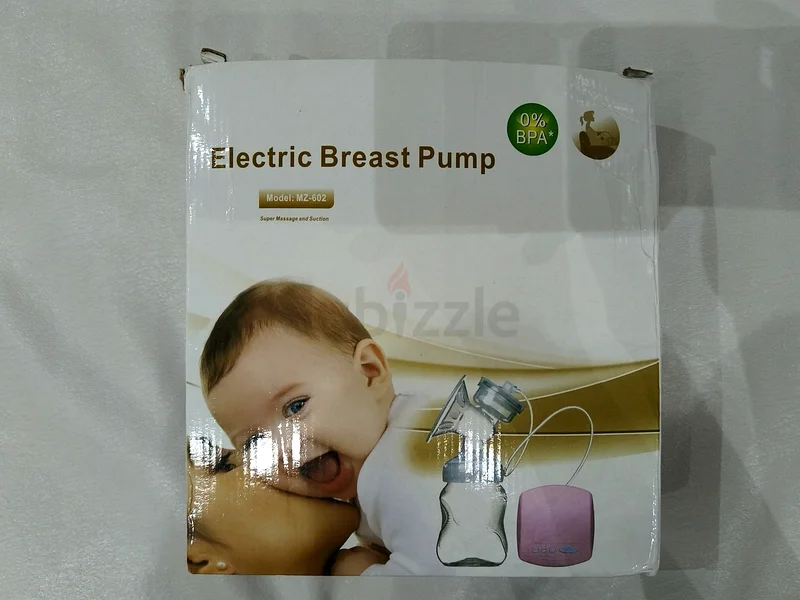 0%
BPA*
Electric Breast Pump
Model: MZ-602
Super Massage and Suction
bizzle